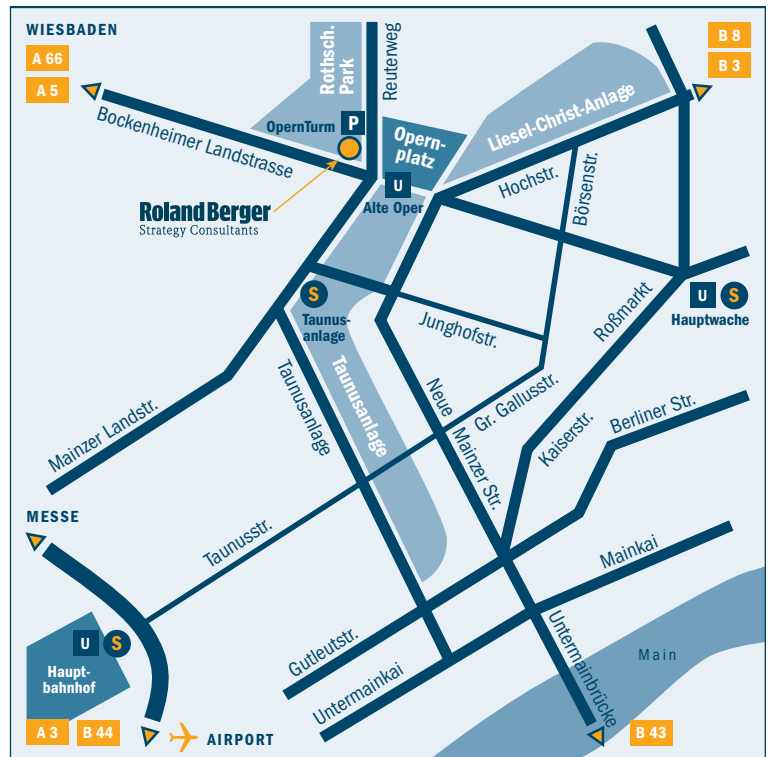 WIESBADEN
A 66
A 5
Bockenheimer Landstrasse
Rothsch.
Park
Reuterweg
OpernTurm
P
Opern-
platz
U
Alte Oper
Roland Berger
Strategy Consultants
Liesel-Christ-Anlage
B 8
B 3
Hochstr.
Börsenstr.
U
S
Hauptwache
Roßmarkt
S
Taunus-
anlage
Junghofstr.
Taunusanlage
Taunusanlage
Mainzer Landstr.
Neue
Mainzer Str.
Gr. Gallusstr.
Kaiserstr.
Berliner Str.
MESSE
Taunusstr.
U
S
Haupt-
bahnhof
Gutleutstr.
Untermainkai
Mainkai
Untermainbrücke
Main
A 3
B 44
AIRPORT
B 43